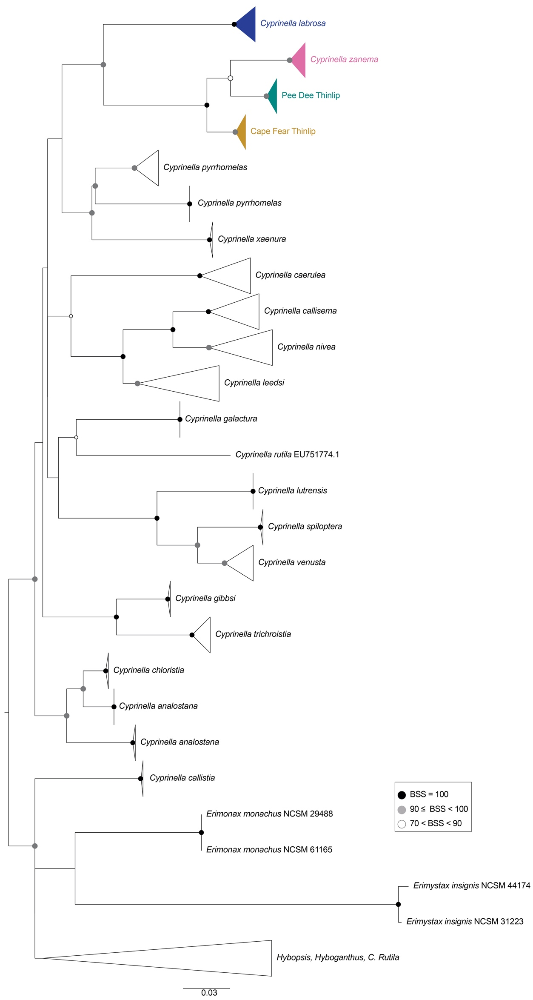 Cyprinella labrosa
Cyprinella zanema
Pee Dee Thinlip
Cape Fear Thinlip
Cyprinella pyrrhomelas
Cyprinella pyrrhomelas
Cyprinella xaenura
Cyprinella caerulea
Cyprinella callisema
Cyprinella nivea
Cyprinella leedsi
Cyprinella galactura
Cyprinella rutila EU751774.1
Cyprinella lutrensis
Cyprinella spiloptera
Cyprinella venusta
Cyprinella gibbsi
Cyprinella trichroistia
Cyprinella chloristia
Cyprinella analostana
Cyprinella analostana
Cyprinella callistia
BSS = 100
90 ≤ BSS < 100
70 < BSS < 90
Erimonax monachus NCSM 29488
Erimonax monachus NCSM 61165
Erimystax insignis NCSM 44174
Erimystax insignis NCSM 31223
Hybopsis, Hyboganthus, C. Rutila
0.03